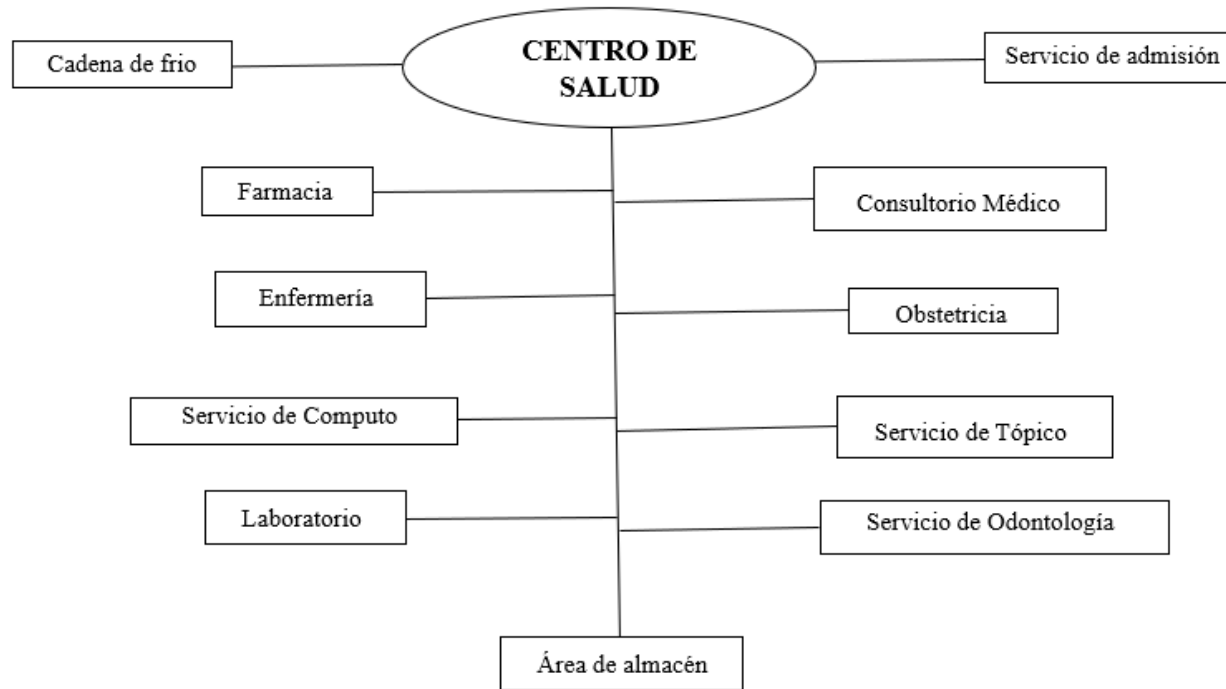 CENTRO DE
SALUD
Cadena de frio
Servicio de admisión
Farmacia
Consultorio Médico
Enfermería
Obstetricia
Servicio de Computo
Servicio de Tópico
Laboratorio
Servicio de Odontología
Área de almacén